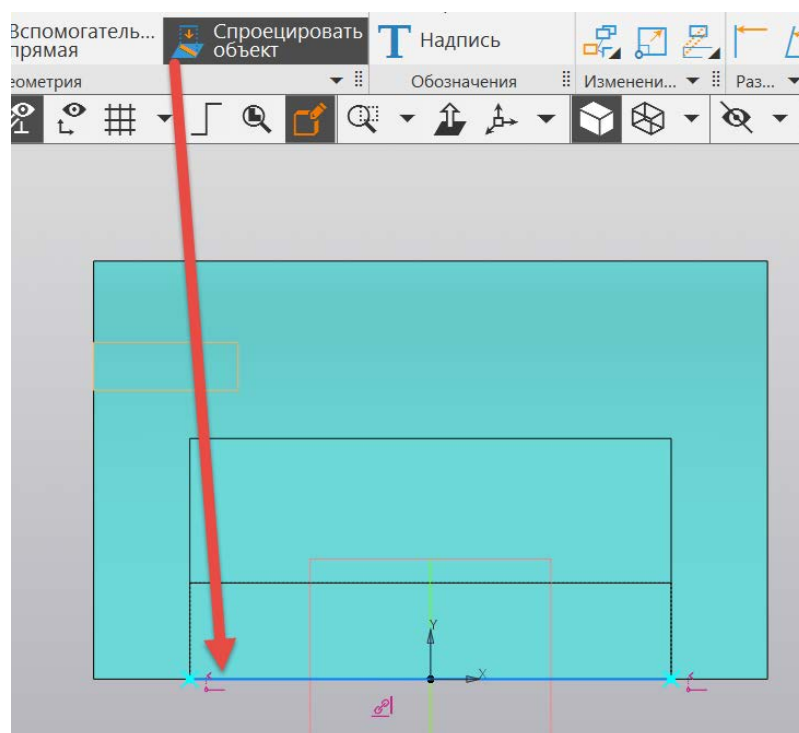 Вспомогатель...
прямая
Спроецировать
объект
Надпись
еометрия
Обозначения
Изменени...
Раз...
Y
X